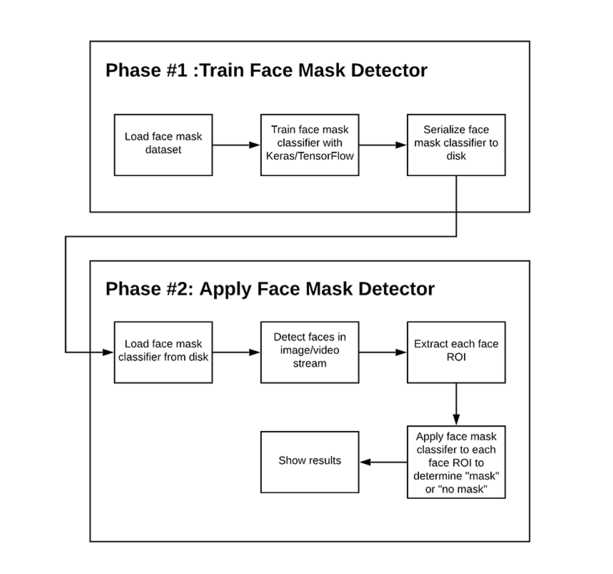 Phase #1 :Train Face Mask Detector
Load face mask
dataset
Train face mask
classifier with
Keras/TensorFlow
Serialize face
mask classifier to
disk
Phase #2: Apply Face Mask Detector
Load face mask
classifier from disk
Detect faces in
image/video
stream
Extract each face
ROI
Apply face mask
classifer to each
face ROI to
determine "mask"
or "no mask"
Show results